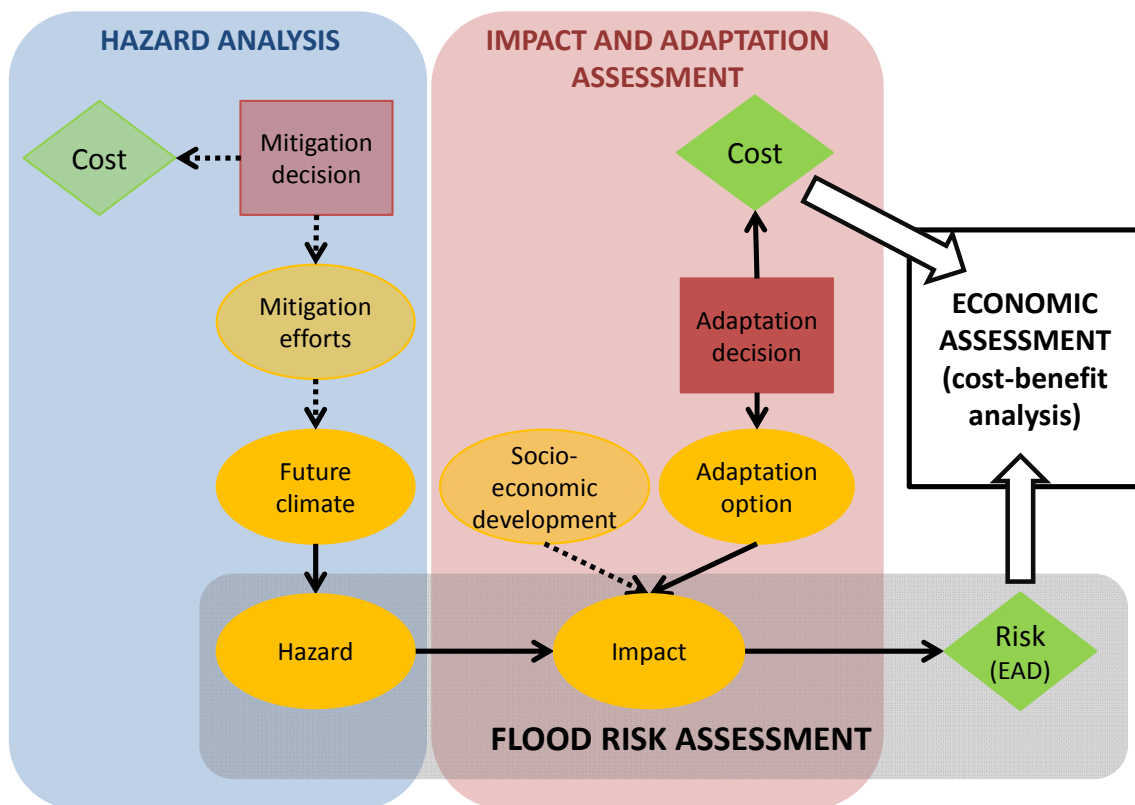 HAZARD ANALYSIS
IMPACT AND ADAPTATION
ASSESSMENT
Cost
Mitigation
decision
Cost
Mitigation
efforts
Adaptation
decision
ECONOMIC
ASSESSMENT
(cost-benefit
analysis)
Future
climate
Socio-
economic
development
Adaptation
option
Hazard
Impact
Risk
(EAD)
FLOOD RISK ASSESSMENT